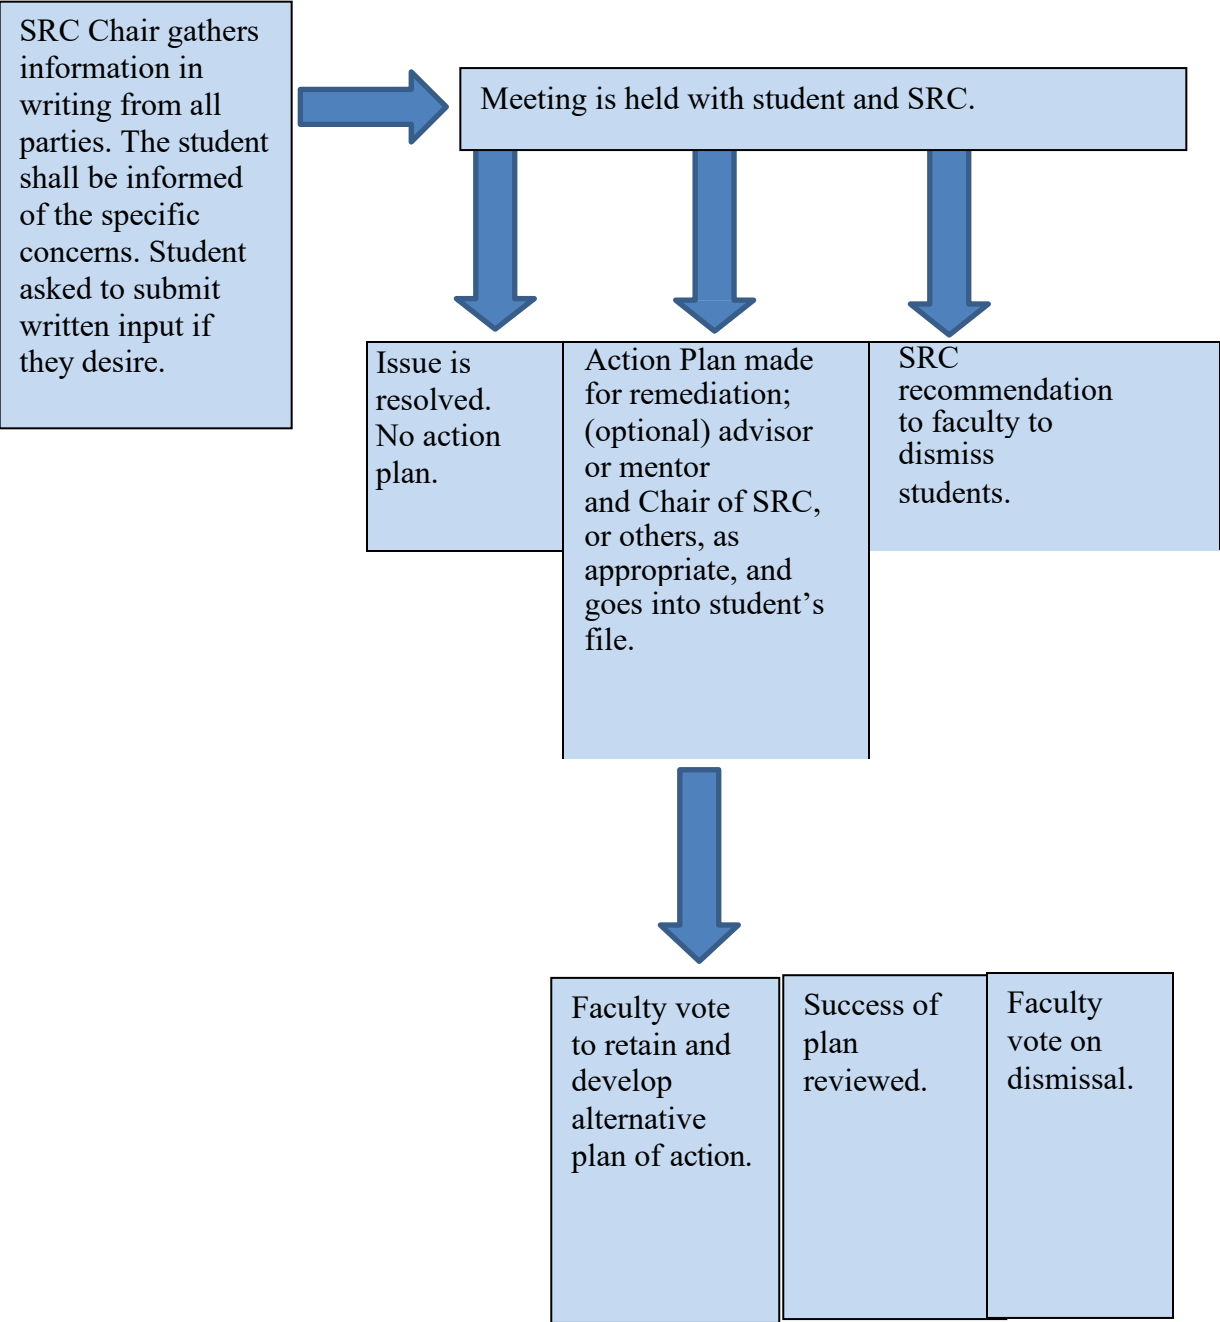 SRC Chair gathers
information in
writing from all
parties. The student
shall be informed
of the specific
concerns. Student
asked to submit
written input if
they desire.
Meeting is held with student and SRC.
Issue is
resolved.
No action
plan.
Action Plan made
for remediation;
(optional) advisor
or mentor
and Chair of SRC,
or others, as
appropriate, and
goes into student’s
file.
SRC
recommendation
to faculty to
dismiss
students.
Faculty vote
to retain and
develop
alternative
plan of action.
Success of
plan
reviewed.
Faculty
vote on
dismissal.